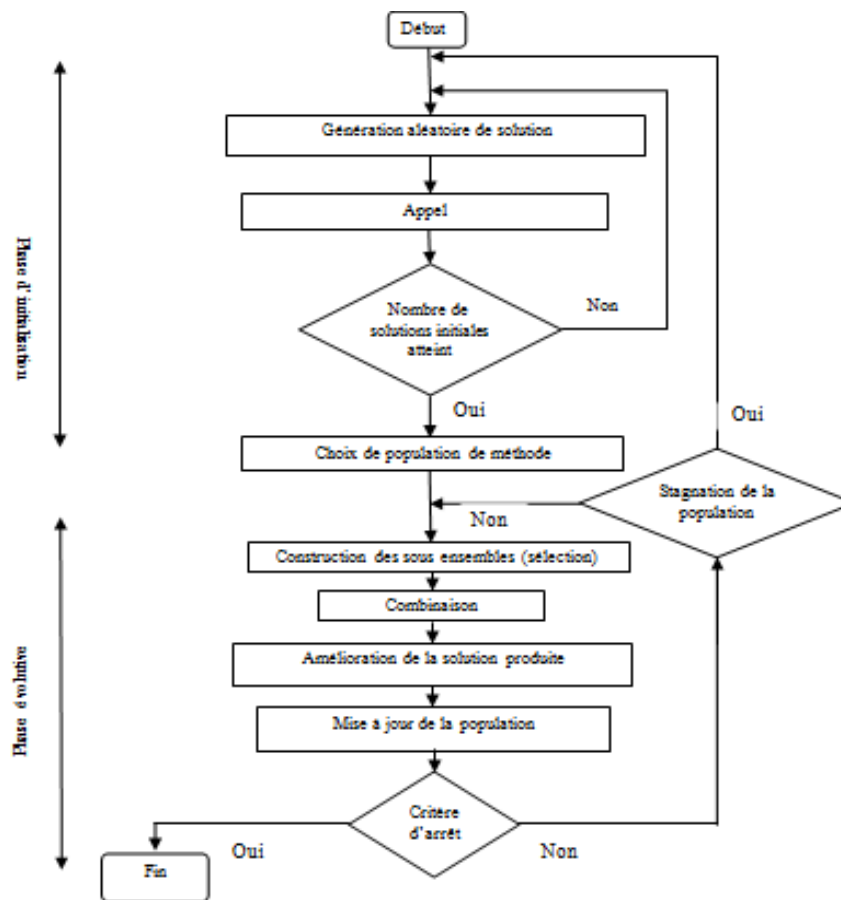 Début
Génération aléatoire de solution
Appel
Nombre de
solutions initiales
atteint
Non
Oui
Phase d'initialisation
Choix de population de méthode
Oui
Stagnation de la
population
Non
Construction des sous ensembles (sélection)
Combinaison
Amélioration de la solution produite
Mise à jour de la population
Phase évolutive
Critère
d'arrêt
Oui
Non
Fin